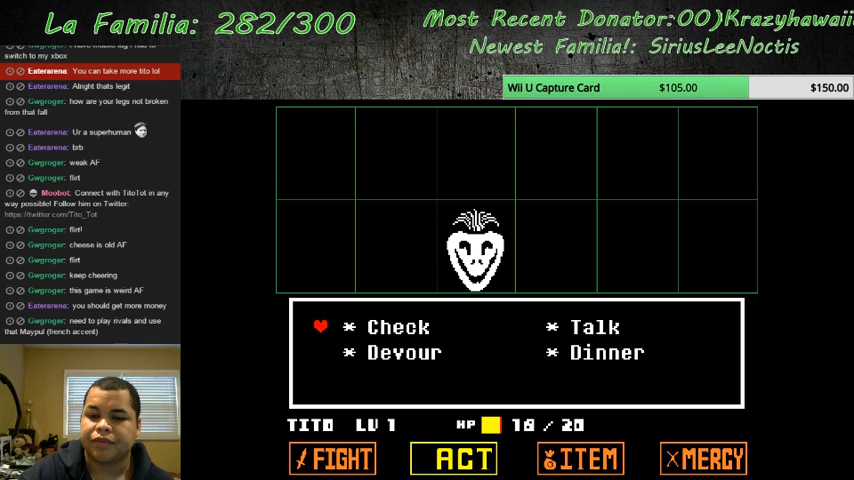 La Familia: 282/300
Most Recent Donator:OO)Krazyhawaii
Newest Familia!: SiriusLeeNoctis
Wii U Capture Card $105.00 $150.00
switch to my xbox
Eaterarena: You can take more tito lol
Eaterarena: Alright thats legit
Gwgroger: how are your legs not broken
from that fall
Eaterarena: Ur a superhuman
Eaterarena: brb
Gwgroger: weak AF
Gwgroger: flirt
Moobot: Connect with TitoTot in any
way possible! Follow him on Twitter:
https://twitter.com/Tito_Tot
Gwgroger: flirt!
Gwgroger: cheese is old AF
Gwgroger: flirt
Gwgroger: keep cheering
Gwgroger: this game is weird AF
Eaterarena: you should get more money
Gwgroger: need to play rivals and use
that Maypul (french accent)
* Check * Talk
* Devour * Dinner
TITO LV 1 HP 18 / 20
FIGHT ACT ITEM MERCY